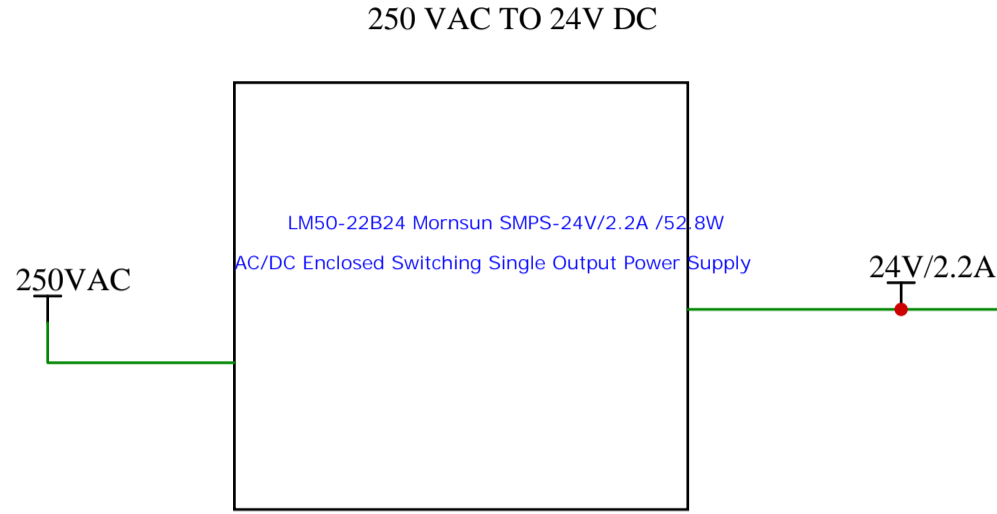 250 VAC TO 24V DC
LM50-22B24 Mornsun SMPS-24V/2.2A /52.8W
AC/DC Enclosed Switching Single Output Power Supply
250VAC
24V/2.2A